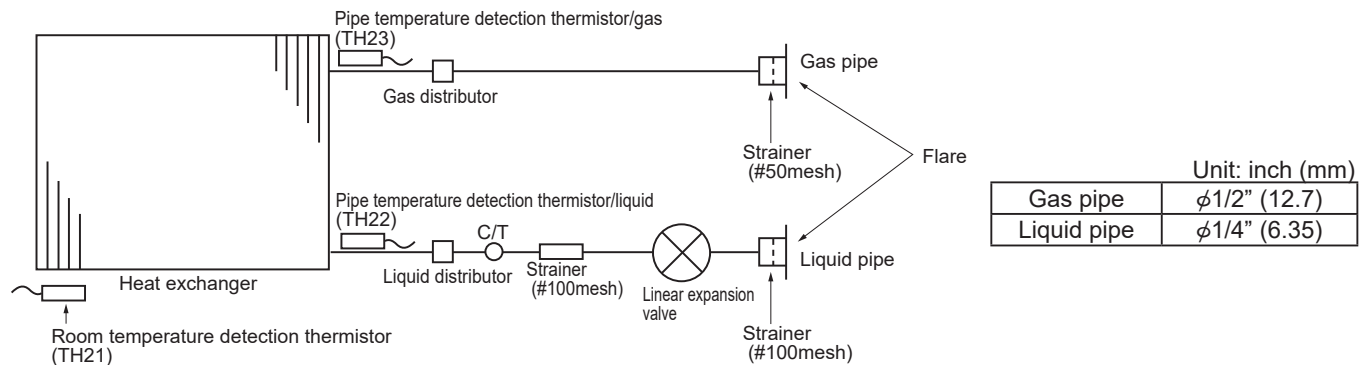 Pipe temperature detection thermistor/gas
(TH23)
Gas pipe
Gas distributor
Strainer
(#50mesh)
Flare
Unit: inch (mm)
Gas pipe ϕ1/2” (12.7)
Liquid pipe ϕ1/4” (6.35)
Pipe temperature detection thermistor/liquid
(TH22)
C/T
Liquid pipe
Liquid distributor
Strainer
(#100mesh)
Heat exchanger
Linear expansion
valve
Strainer
(#100mesh)
Room temperature detection thermistor
(TH21)